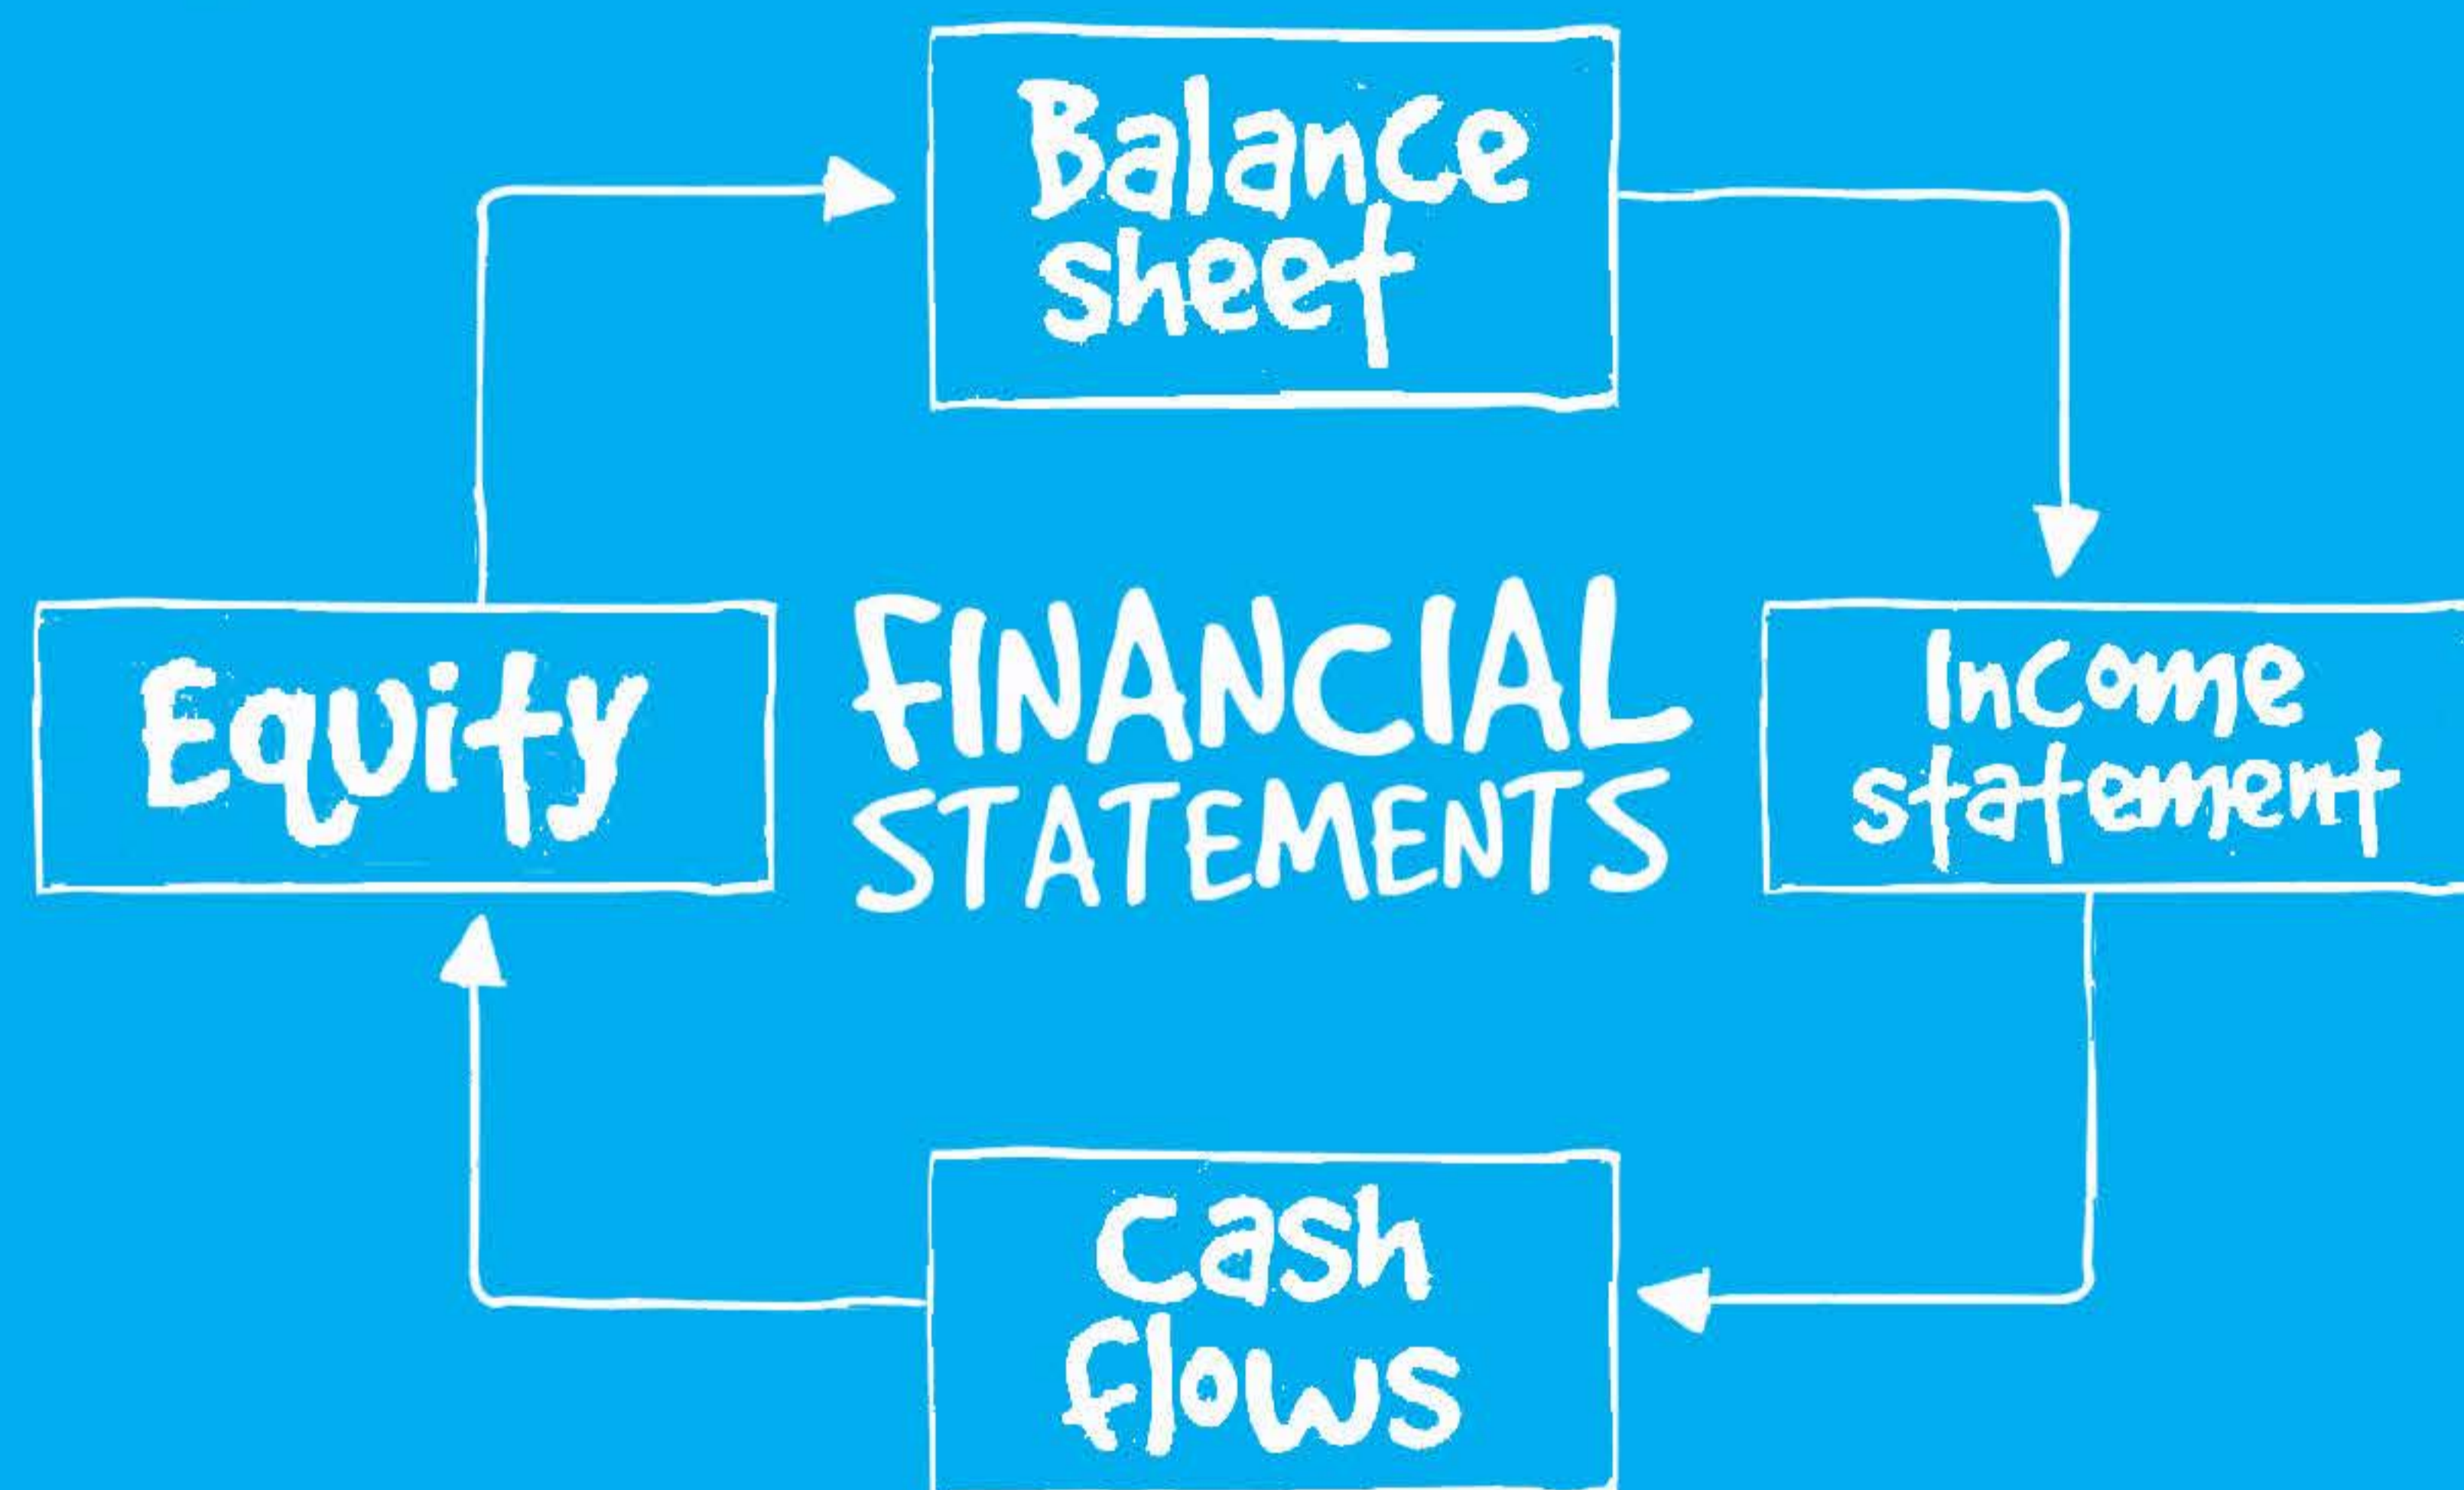 Balance
sheet
Equity
FINANCIAL
STATEMENTS
Income
statement
Cash
flows